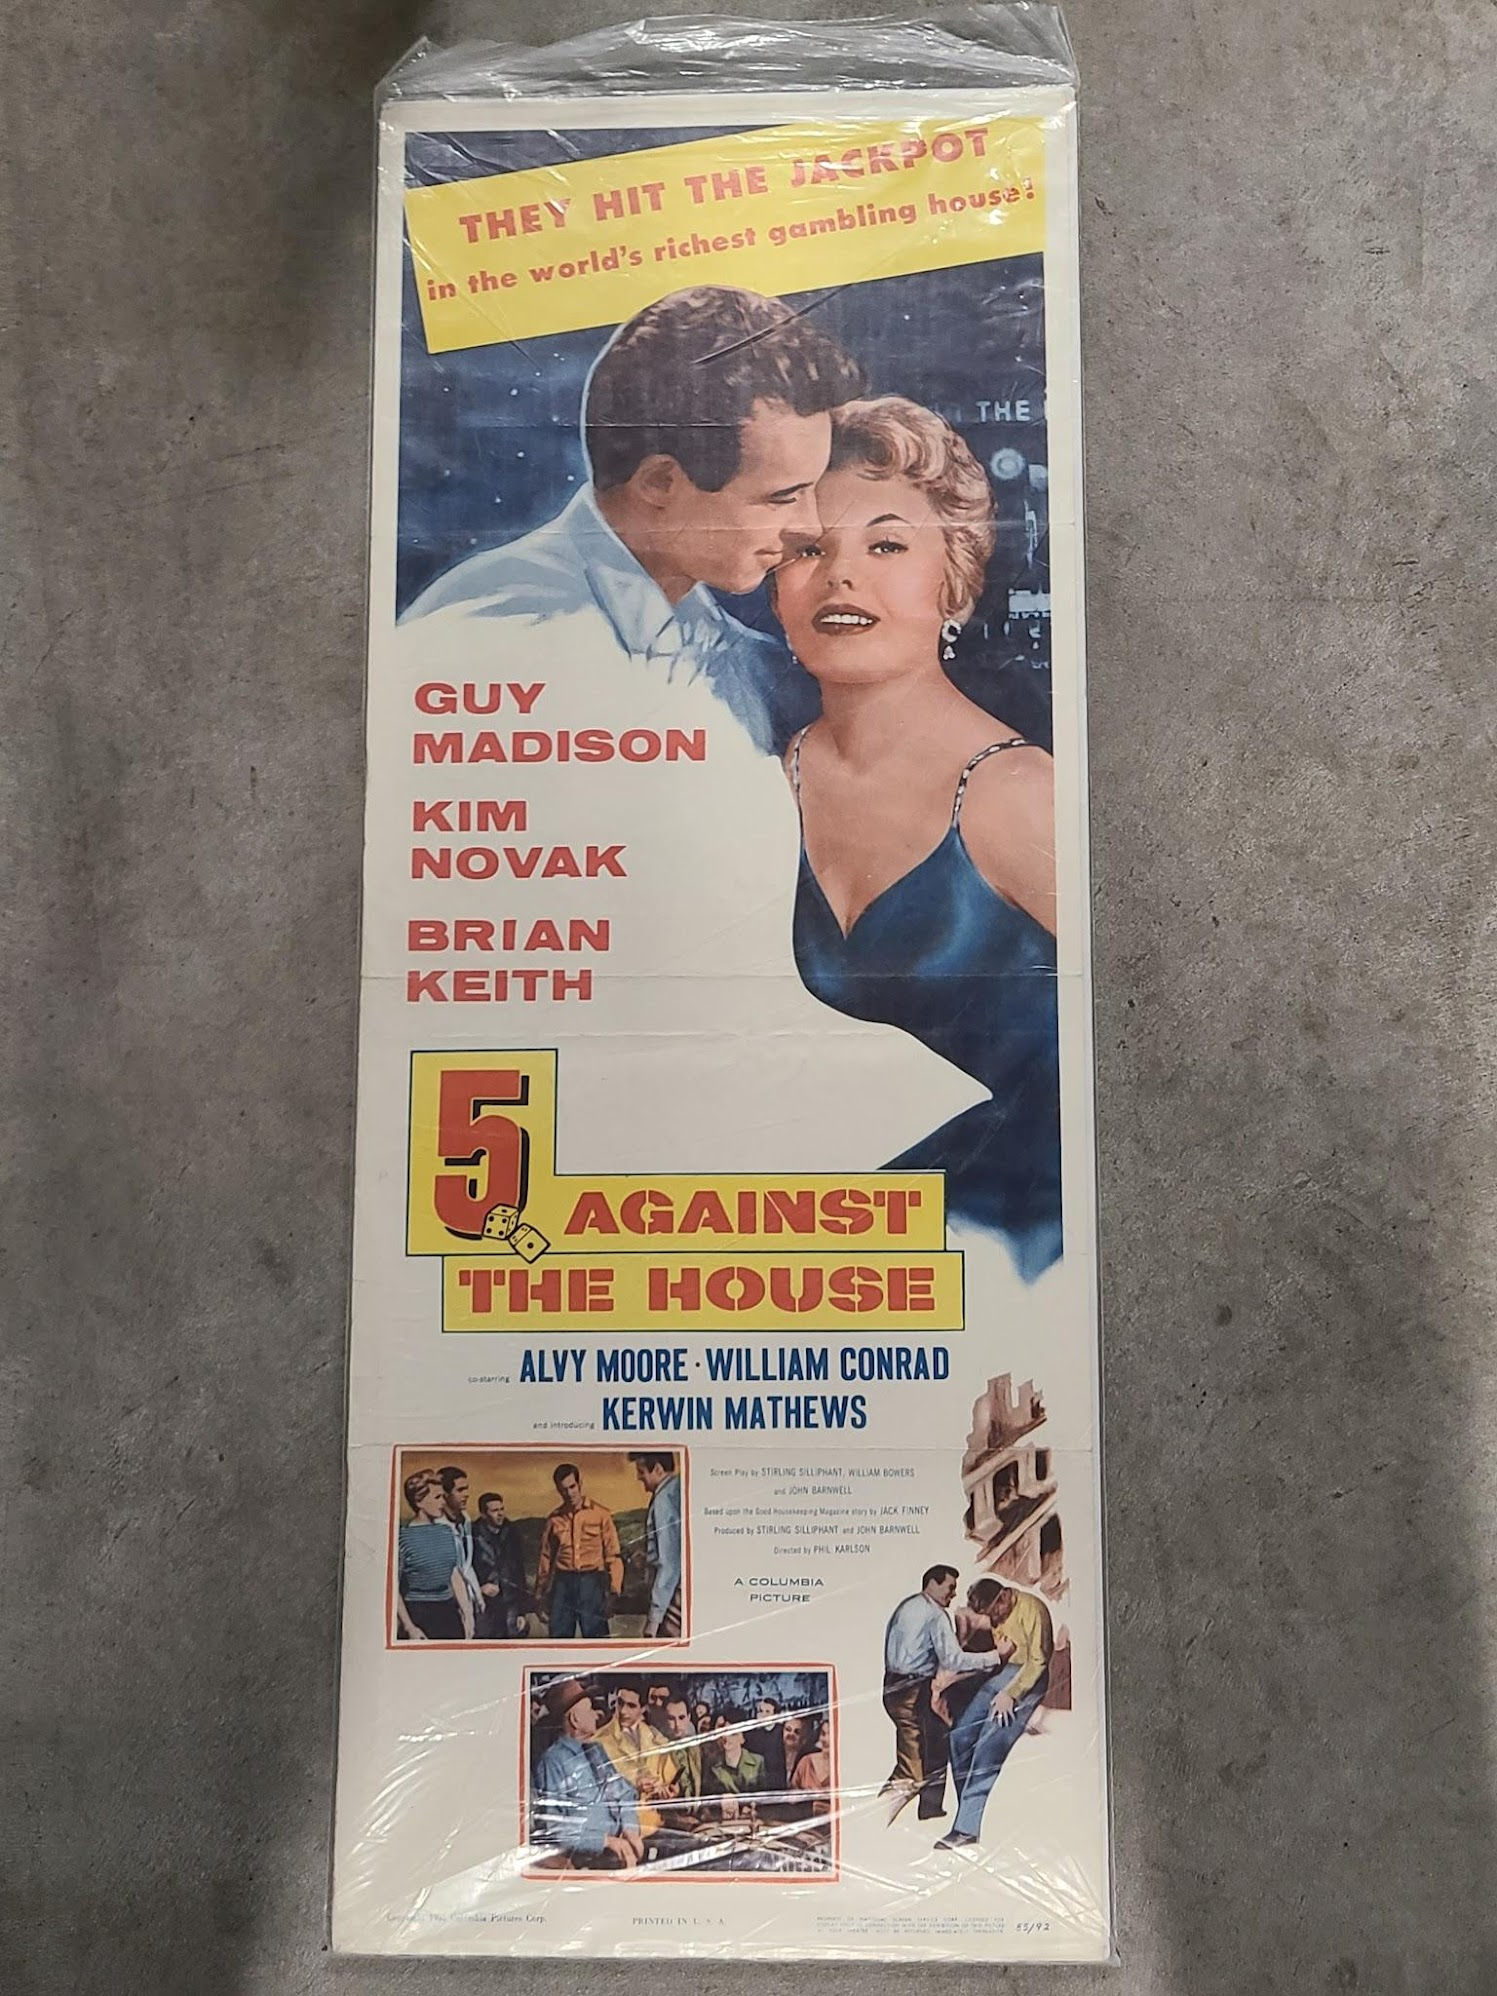 THEY HIT THE JACKPOT
in the world's richest gambling house!
THE
GUY
MADISON
KIM
NOVAK
BRIAN
KEITH
5 AGAINST
THE HOUSE
co-starring ALVY MOORE · WILLIAM CONRAD
and introducing KERWIN MATHEWS
Screen Play by STIRLING SILLIPHANT, WILLIAM BOWERS
and JOHN BARNWELL
Based upon the Good Housekeeping Magazine story by JACK FINNEY
Produced by STIRLING SILLIPHANT and JOHN BARNWELL
Directed by PHIL KARLSON
A COLUMBIA
PICTURE
Columbia Pictures Corp.
PRINTED IN U. S. A.
55/92